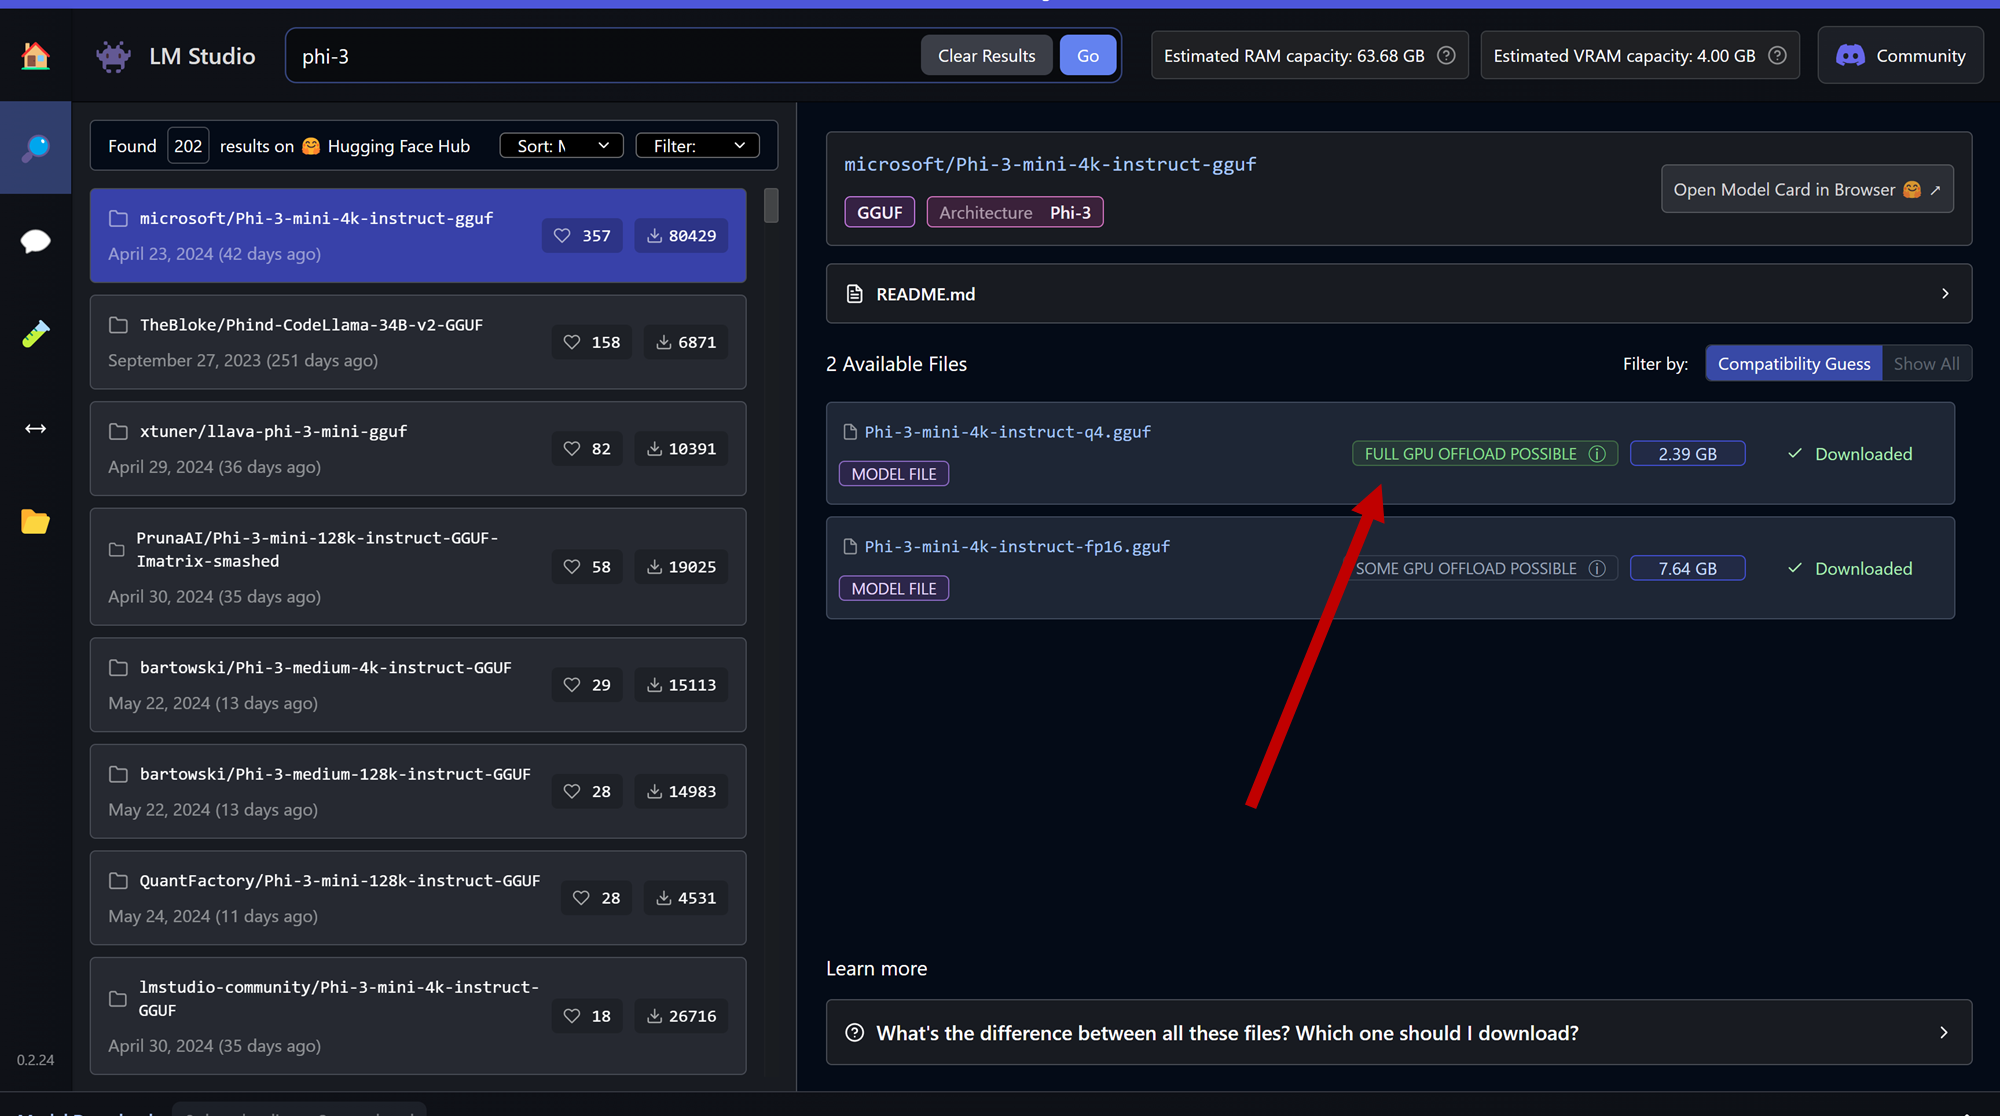 LM Studio
phi-3
Clear Results
Go
Estimated RAM capacity: 63.68 GB
Estimated VRAM capacity: 4.00 GB
Community
Found 202 results on 🤗 Hugging Face Hub
Sort:
Filter:
microsoft/Phi-3-mini-4k-instruct-gguf
357
80429
April 23, 2024 (42 days ago)
TheBloke/Phind-CodeLlama-34B-v2-GGUF
158
6871
September 27, 2023 (251 days ago)
xtuner/llava-phi-3-mini-gguf
82
10391
April 29, 2024 (36 days ago)
PrunaAI/Phi-3-mini-128k-instruct-GGUF-
Imatrix-smashed
58
19025
April 30, 2024 (35 days ago)
bartowski/Phi-3-medium-4k-instruct-GGUF
29
15113
May 22, 2024 (13 days ago)
bartowski/Phi-3-medium-128k-instruct-GGUF
28
14983
May 22, 2024 (13 days ago)
QuantFactory/Phi-3-mini-128k-instruct-GGUF
28
4531
May 24, 2024 (11 days ago)
lmstudio-community/Phi-3-mini-4k-instruct-
GGUF
18
26716
April 30, 2024 (35 days ago)
0.2.24
microsoft/Phi-3-mini-4k-instruct-gguf
GGUF
Architecture Phi-3
Open Model Card in Browser 🤗 ↗
README.md
2 Available Files
Filter by:
Compatibility Guess
Show All
Phi-3-mini-4k-instruct-q4.gguf
MODEL FILE
FULL GPU OFFLOAD POSSIBLE
2.39 GB
Downloaded
Phi-3-mini-4k-instruct-fp16.gguf
MODEL FILE
SOME GPU OFFLOAD POSSIBLE
7.64 GB
Downloaded
Learn more
What's the difference between all these files? Which one should I download?